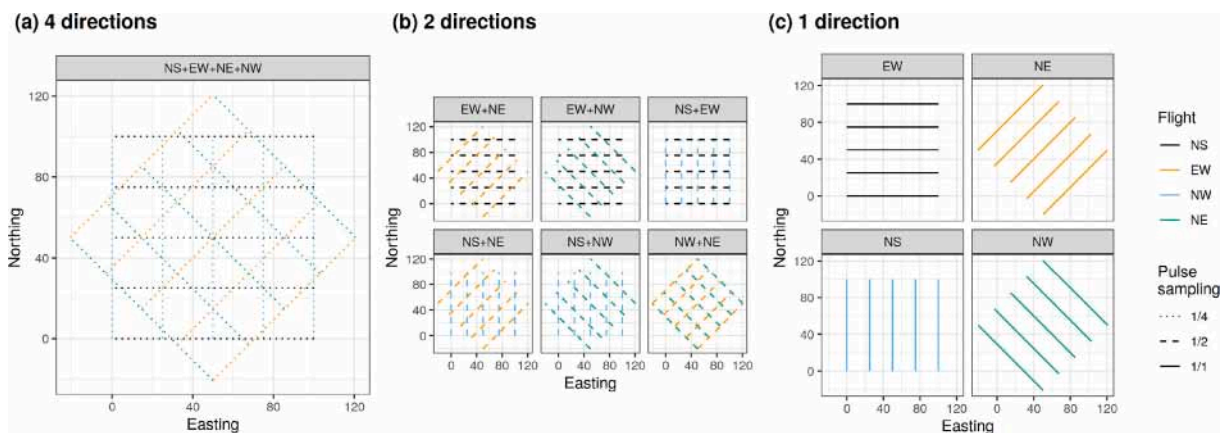 (a) 4 directions
NS+EW+NE+NW
120
80
40
0
Northing
0
40
80
120
Easting
(b) 2 directions
EW+NE
EW+NW
NS+EW
120
80
40
0
NS+NE
NS+NW
NW+NE
120
80
40
0
Northing
0 40 80 120
0 40 80 120
0 40 80 120
Easting
(c) 1 direction
EW
NE
120
80
40
0
NS
NW
120
80
40
0
Northing
0 40 80 120
0 40 80 120
Easting
Flight
NS
EW
NW
NE
Pulse
sampling
1/4
1/2
1/1